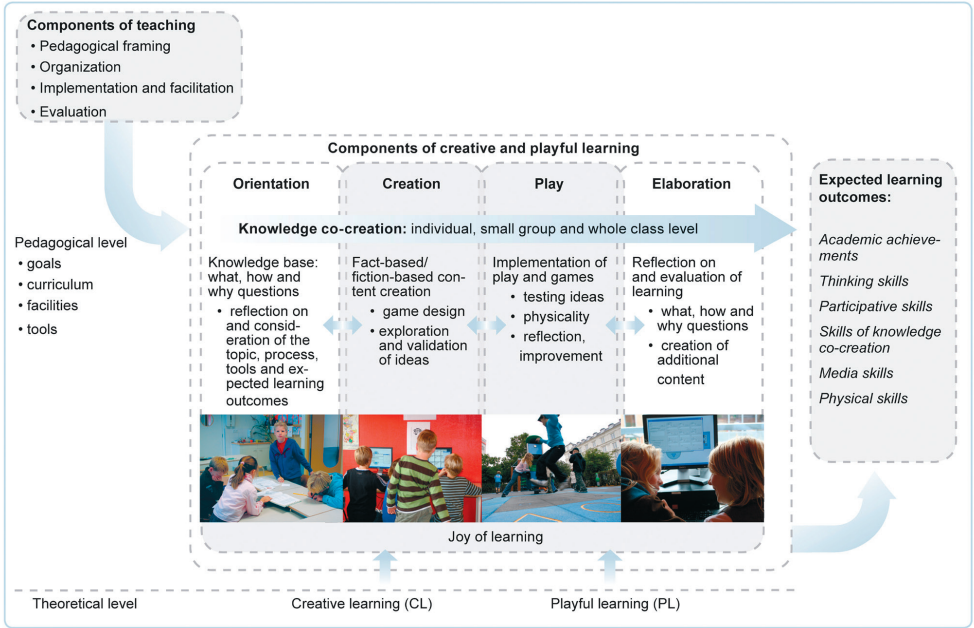 Components of teaching
• Pedagogical framing
• Organization
• Implementation and facilitation
• Evaluation
Pedagogical level
• goals
• curriculum
• facilities
• tools
Components of creative and playful learning
Orientation
Creation
Play
Elaboration
Knowledge co-creation: individual, small group and whole class level
Knowledge base:
what, how and
why questions
• reflection on
and consid-
eration of the
topic, process,
tools and ex-
pected learning
outcomes
Fact-based/
fiction-based con-
tent creation
• game design
• exploration
and validation
of ideas
Implementation of
play and games
• testing ideas
• physicality
• reflection,
improvement
Reflection on
and evaluation of
learning
• what, how and
why questions
• creation of
additional
content
Joy of learning
Expected learning
outcomes:
Academic achieve-
ments
Thinking skills
Participative skills
Skills of knowledge
co-creation
Media skills
Physical skills
Theoretical level
Creative learning (CL)
Playful learning (PL)